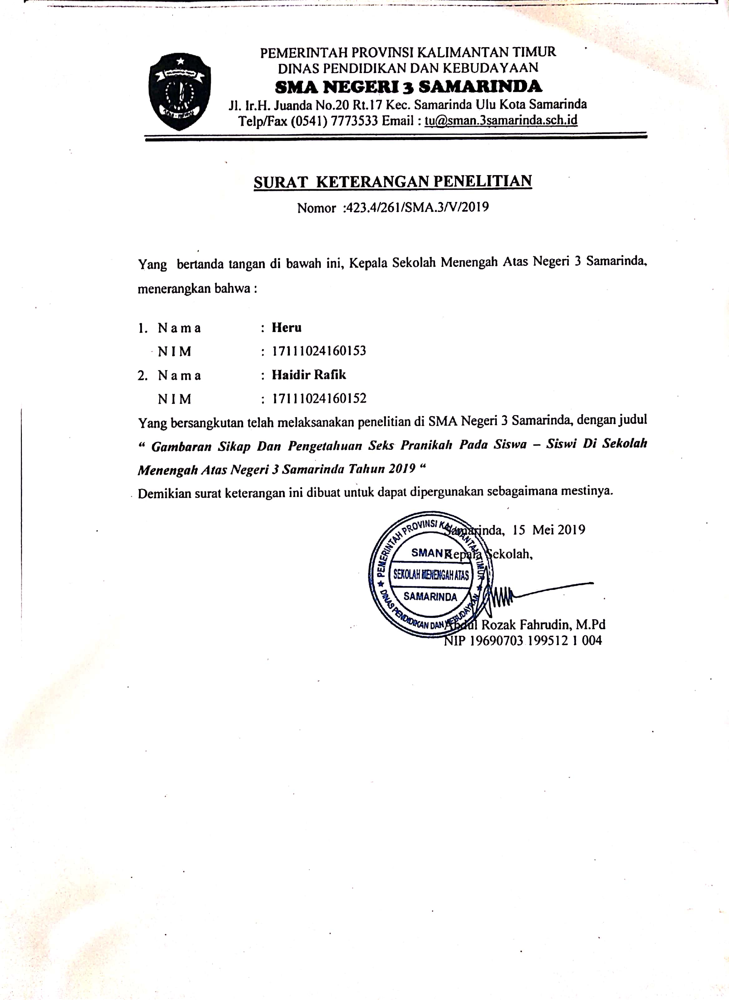 PEMERINTAH PROVINSI KALIMANTAN TIMUR
DINAS PENDIDIKAN DAN KEBUDAYAAN
SMA NEGERI 3 SAMARINDA
Jl. Ir.H. Juanda No.20 Rt.17 Kec. Samarinda Ulu Kota Samarinda
Telp/Fax (0541) 7773533 Email : tu@sman.3samarinda.sch.id
SURAT KETERANGAN PENELITIAN
Nomor :423.4/261/SMA.3/V/2019
Yang bertanda tangan di bawah ini, Kepala Sekolah Menengah Atas Negeri 3 Samarinda,
menerangkan bahwa :
1. N a m a : Heru
N I M : 17111024160153
2. N a m a : Haidir Rafik
N I M : 17111024160152
Yang bersangkutan telah melaksanakan penelitian di SMA Negeri 3 Samarinda, dengan judul
“ Gambaran Sikap Dan Pengetahuan Seks Pranikah Pada Siswa – Siswi Di Sekolah
Menengah Atas Negeri 3 Samarinda Tahun 2019 “
Demikian surat keterangan ini dibuat untuk dapat dipergunakan sebagaimana mestinya.
Samarinda, 15 Mei 2019
Kepala Sekolah,
PEMERINTAH PROVINSI KALIMANTAN TIMUR
SMAN
SEKOLAH MENENGAH ATAS
SAMARINDA
DINAS PENDIDIKAN DAN KEBUDAYAAN
Abdul Rozak Fahrudin, M.Pd
NIP 19690703 199512 1 004